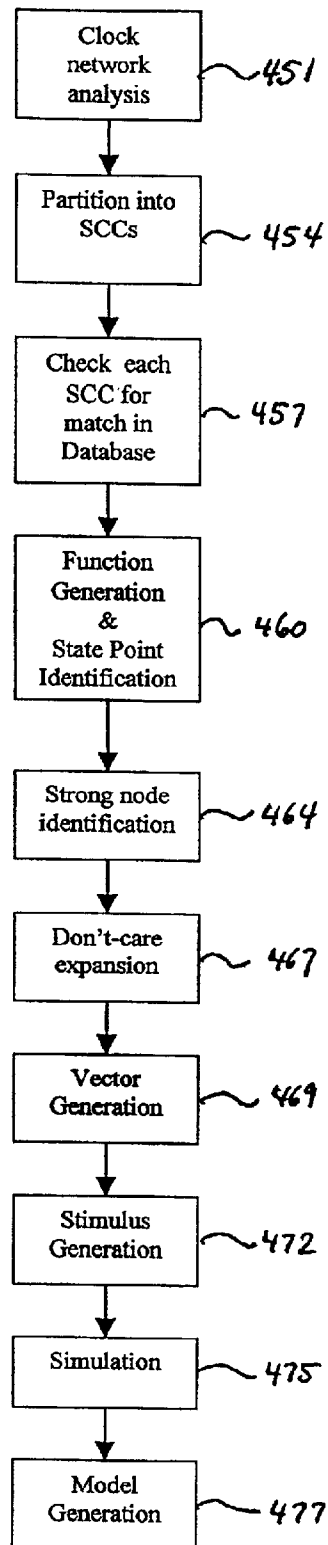 Clock
network
analysis
451
Partition into
SCCs
454
Check each
SCC for
match in
Database
457
Function
Generation
&
State Point
Identification
460
Strong node
identification
464
Don't-care
expansion
467
Vector
Generation
469
Stimulus
Generation
472
Simulation
475
Model
Generation
477